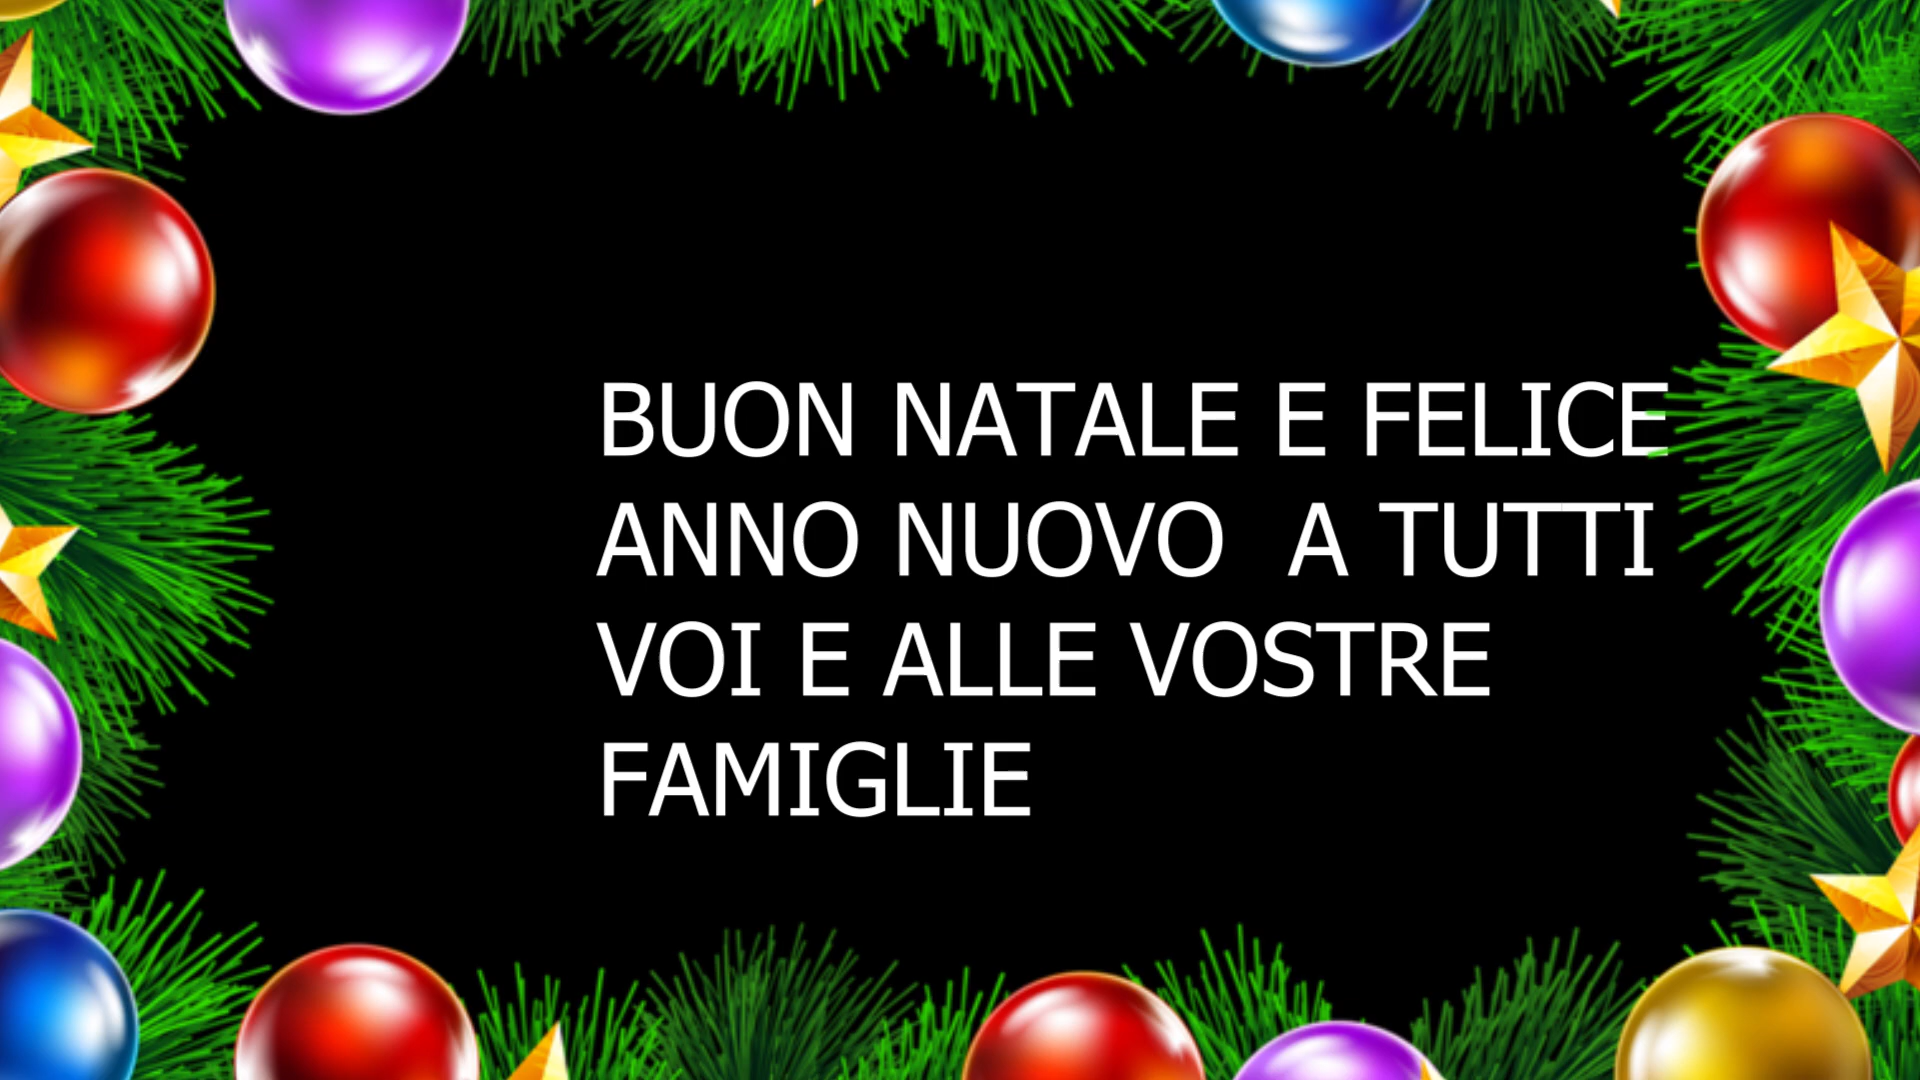 BUON NATALE E FELICE
ANNO NUOVO  A TUTTI
VOI E ALLE VOSTRE
FAMIGLIE